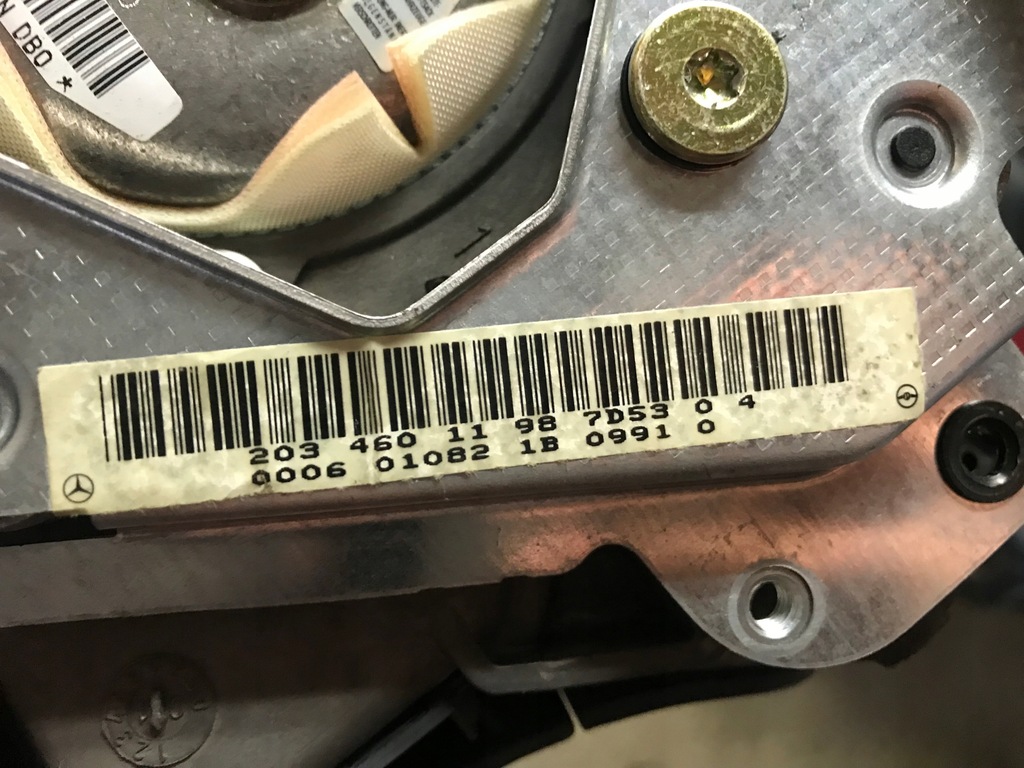 N DBO *
203 460 11 98 7D53 0 4
0006 01082 1B 0991 0